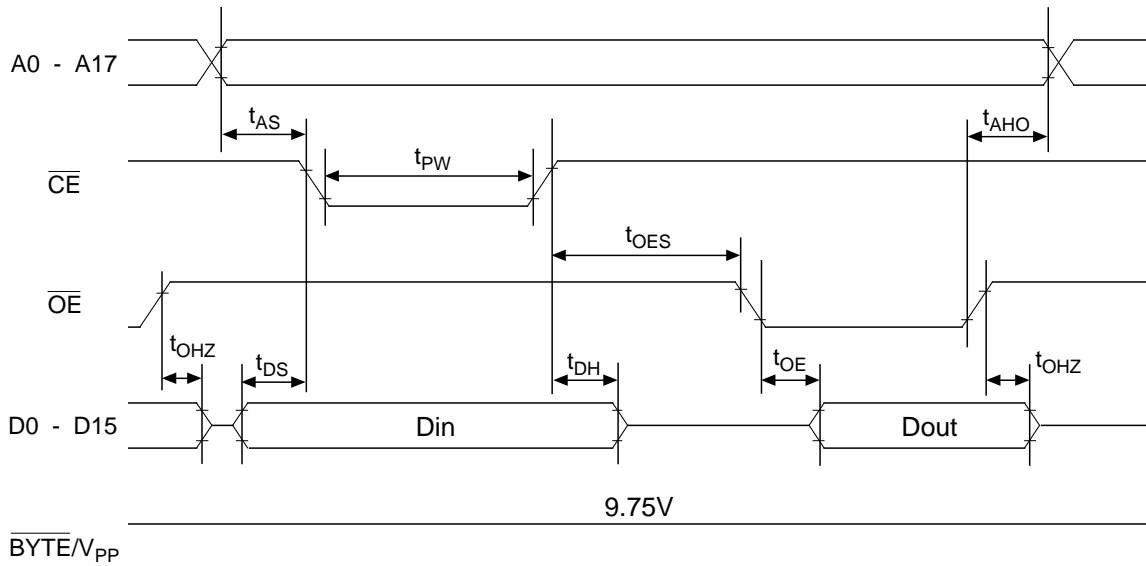 A0 - A17
tAS
tAHO
CE
tPW
tOES
OE
tOHZ
tDS
tDH
tOE
tOHZ
D0 - D15
Din
Dout
9.75V
BYTE/VPP